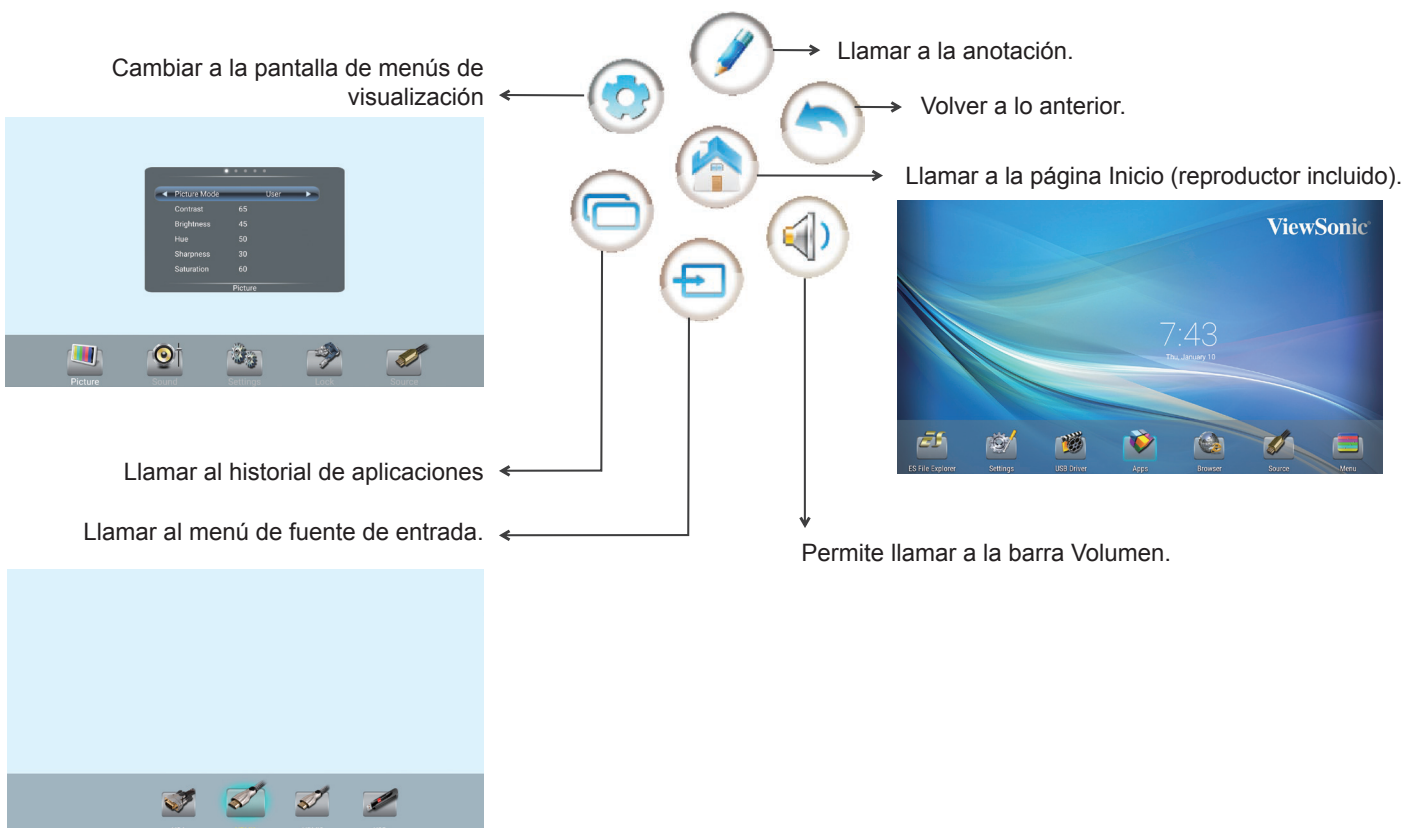 Llamar a la anotación.
Cambiar a la pantalla de menús de
visualización
Volver a lo anterior.
Llamar a la página Inicio (reproductor incluido).
Picture Mode User
Contrast 65
Brightness 45
Hue 50
Sharpness 30
Saturation 60
Picture
Picture Sound Settings Lock Source
ViewSonic
7:43
Thu, January 10
ES File Explorer Settings USB Driver Apps Browser Source Menu
Llamar al historial de aplicaciones
Llamar al menú de fuente de entrada.
Permite llamar a la barra Volumen.